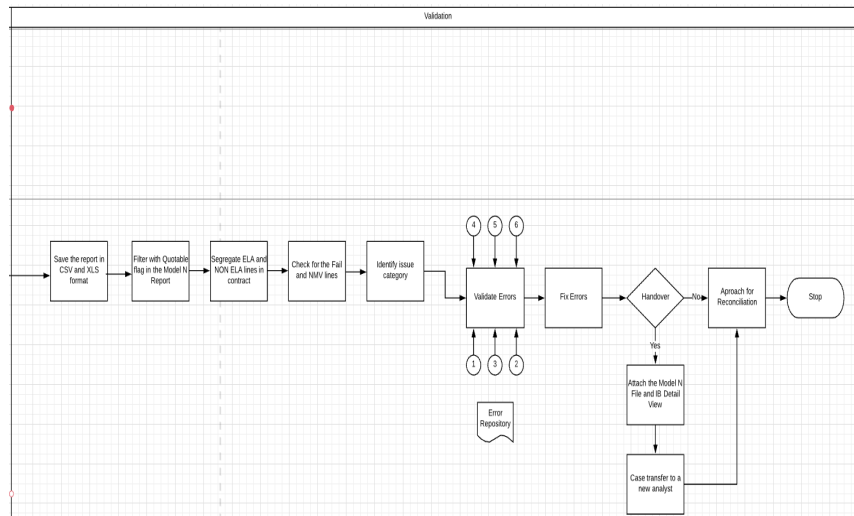 Validation
4
5
6
Save the report in
CSV and XLS
format
Filter with Quotable
flag in the Model N
Report
Segregate ELA and
NON ELA lines in
contract
Check for the Fail
and NMV lines
Identify issue
category
Validate Errors
Fix Errors
Handover
No
Aproach for
Reconciliation
Stop
1
3
2
Yes
Attach the Model N
File and IB Detail
View
Error
Repository
Case transfer to a
new analyst